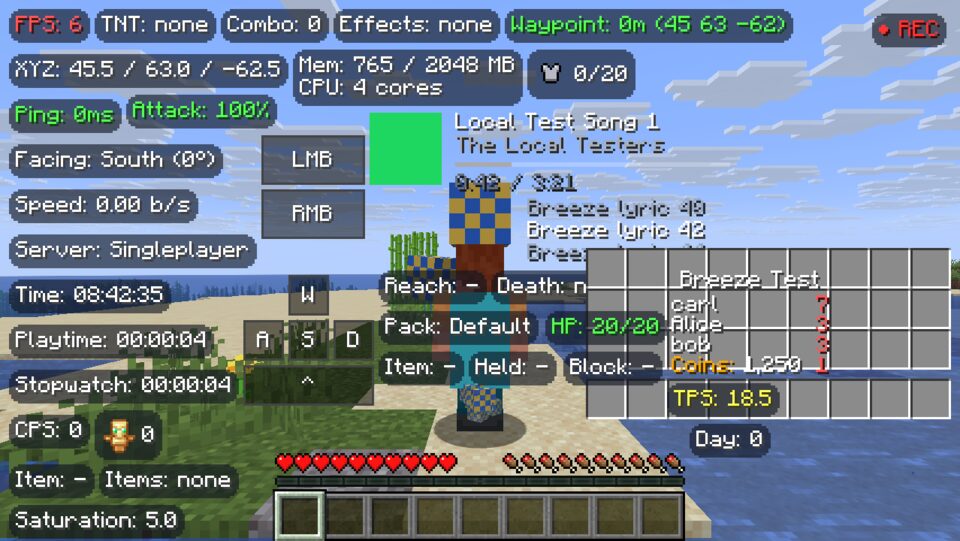 FPS: 6
TNT: none
Combo: 0
Effects: none
Waypoint: 0m (45 63 -62)
REC
XYZ: 45.5 / 63.0 / -62.5
Mem: 765 / 2048 MB
CPU: 4 cores
0/20
Ping: 0ms
Attack: 100%
Local Test Song 1
The Local Testers
0:42 / 3:21
Facing: South (0°)
LMB
RMB
Speed: 0.00 b/s
Breeze lyric 42
Server: Singleplayer
Breeze Test
carl 7
Alice 3
bob 3
Coins: 1,250 1
Reach: -
Death: n
Time: 08:42:35
W
A
S
D
^
Pack: Default
HP: 20/20
Playtime: 00:00:04
Item: -
Held: -
Block: -
Stopwatch: 00:00:04
TPS: 18.5
CPS: 0
0
Day: 0
Item: -
Items: none
Saturation: 5.0